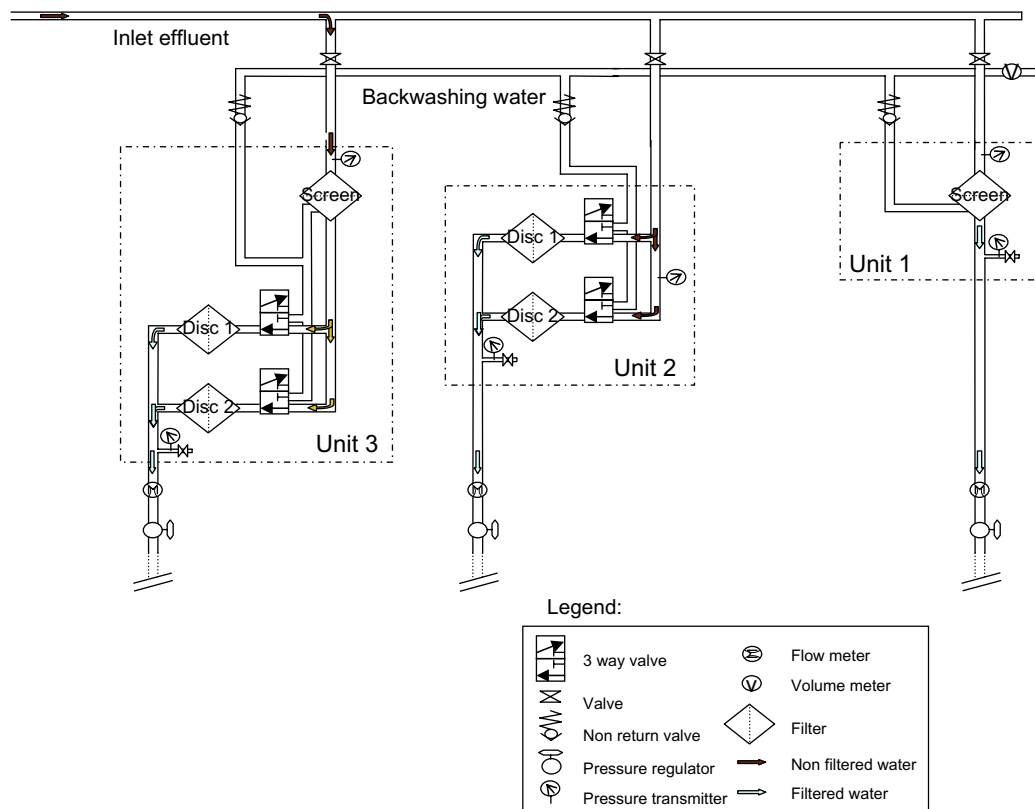 Inlet effluent
Backwashing water
V
Screen
Screen
Disc 1
Disc 2
Unit 3
Disc 1
Disc 2
Unit 2
Unit 1
M
M
M
Legend:
3 way valve
Valve
Non return valve
Pressure regulator
Pressure transmitter
M
Flow meter
V
Volume meter
Filter
Non filtered water
Filtered water